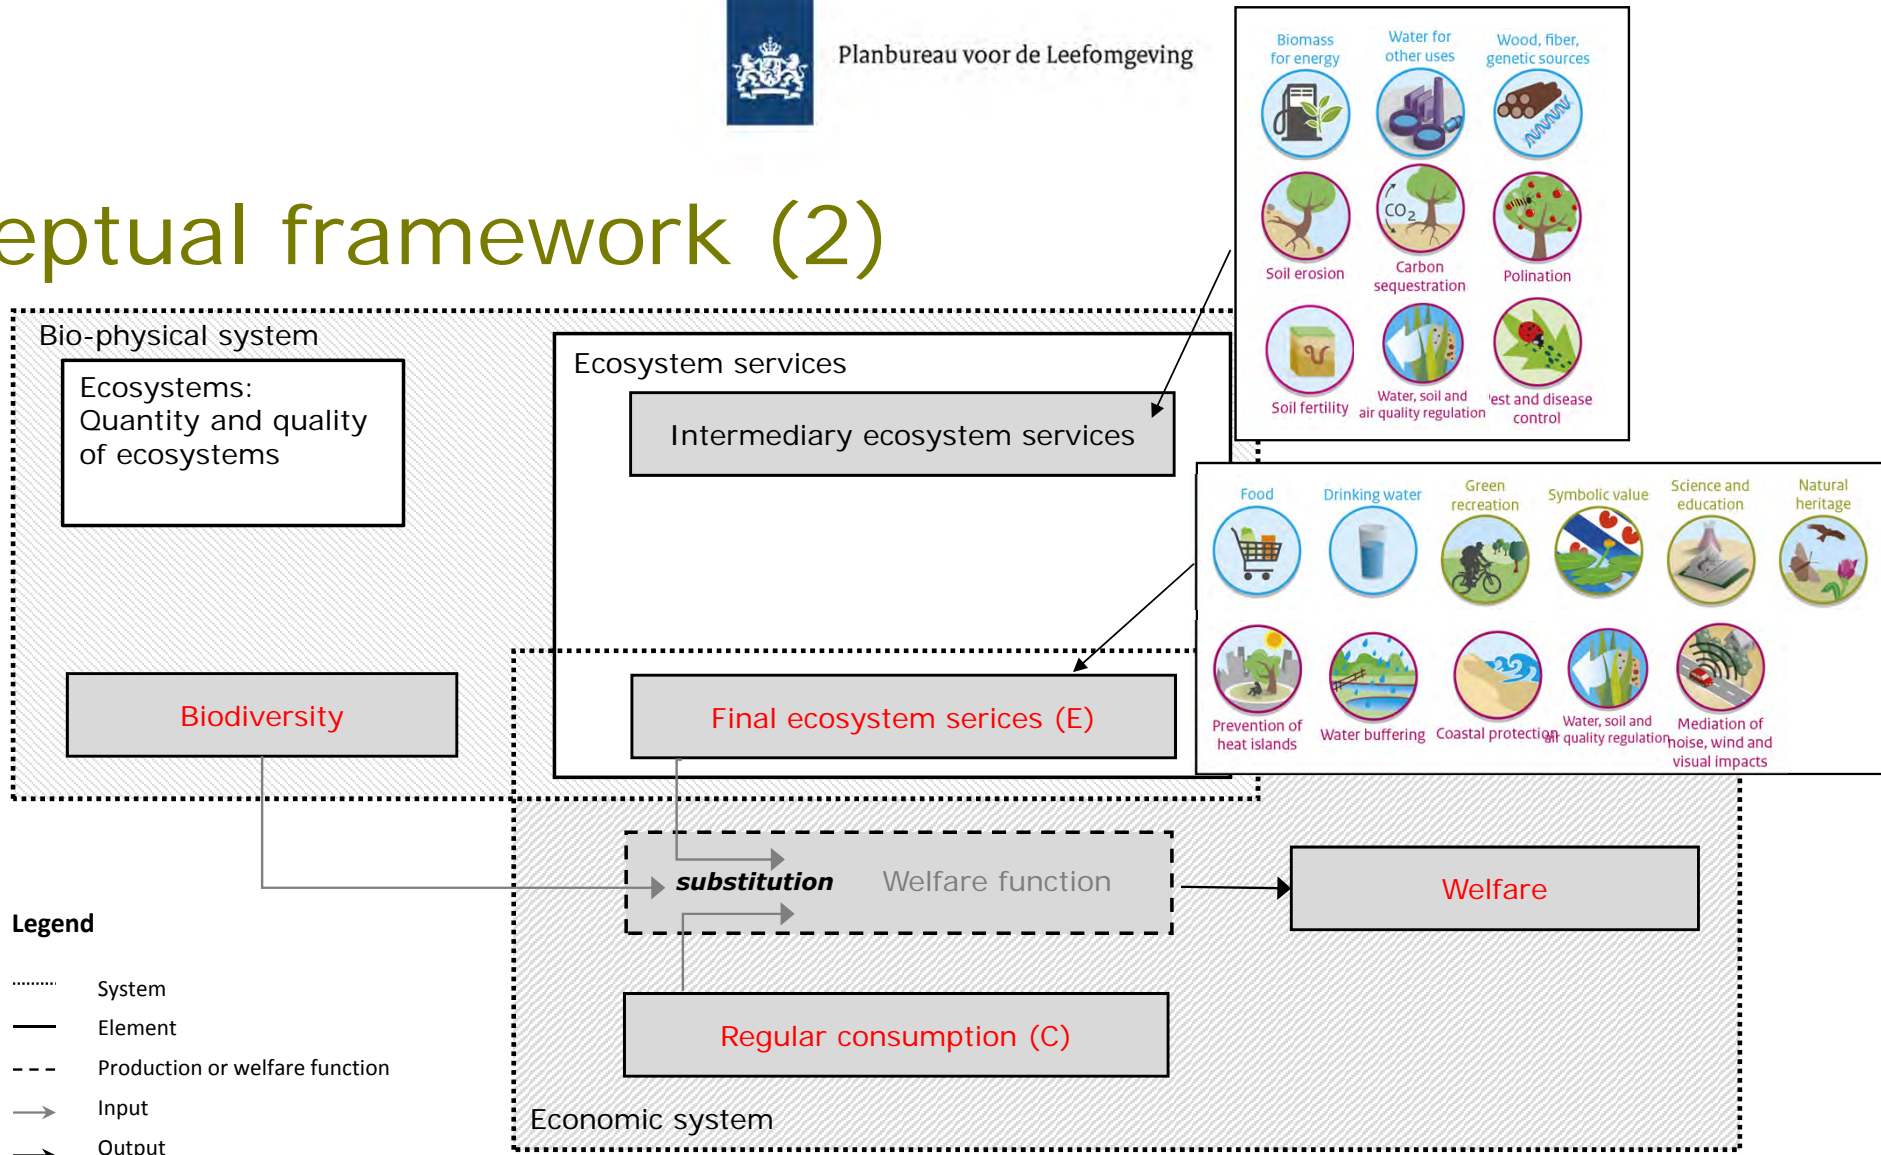 Planbureau voor de Leefomgeving
eptual framework (2)
Biomass
for energy
Water for
other uses
Wood, fiber,
genetic sources
CO2
Soil erosion
Carbon
sequestration
Polination
Soil fertility
Water, soil and
air quality regulation
est and disease
control
Bio-physical system
Ecosystems:
Quantity and quality
of ecosystems
Ecosystem services
Intermediary ecosystem services
Food
Drinking water
Green
recreation
Symbolic value
Science and
education
Natural
heritage
Prevention of
heat islands
Water buffering
Coastal protection
Water, soil and
air quality regulation
Mediation of
noise, wind and
visual impacts
Biodiversity
Final ecosystem serices (E)
substitution
Welfare function
Welfare
Regular consumption (C)
Economic system
Legend
System
Element
Production or welfare function
Input
Output